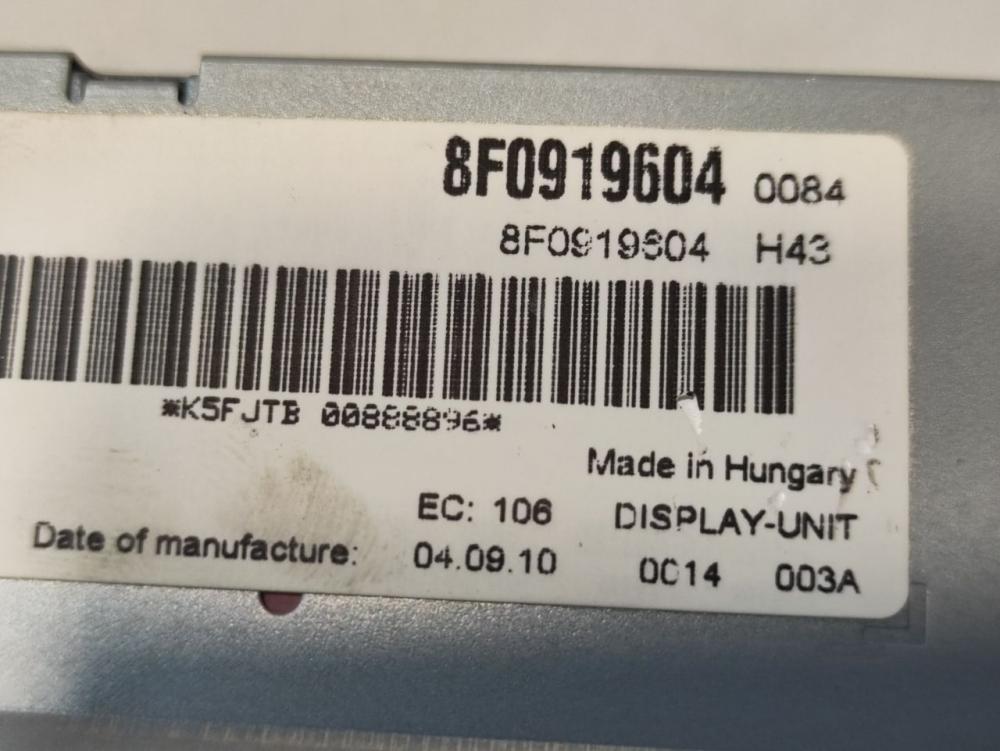 8F0919604 0084
8F0919604 H43
*K5FJTB 00888896*
Made in Hungary
EC: 106 DISPLAY-UNIT
Date of manufacture: 04.09.10 0014 003A